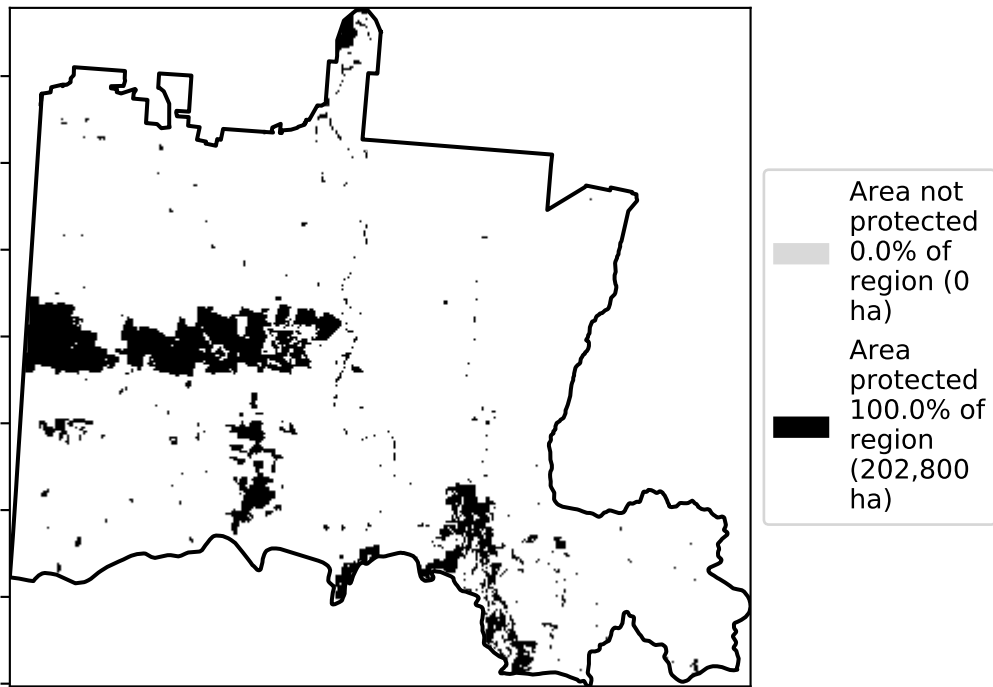 Area not
protected
0.0% of
region (0
ha)
Area
protected
100.0% of
region
(202,800
ha)